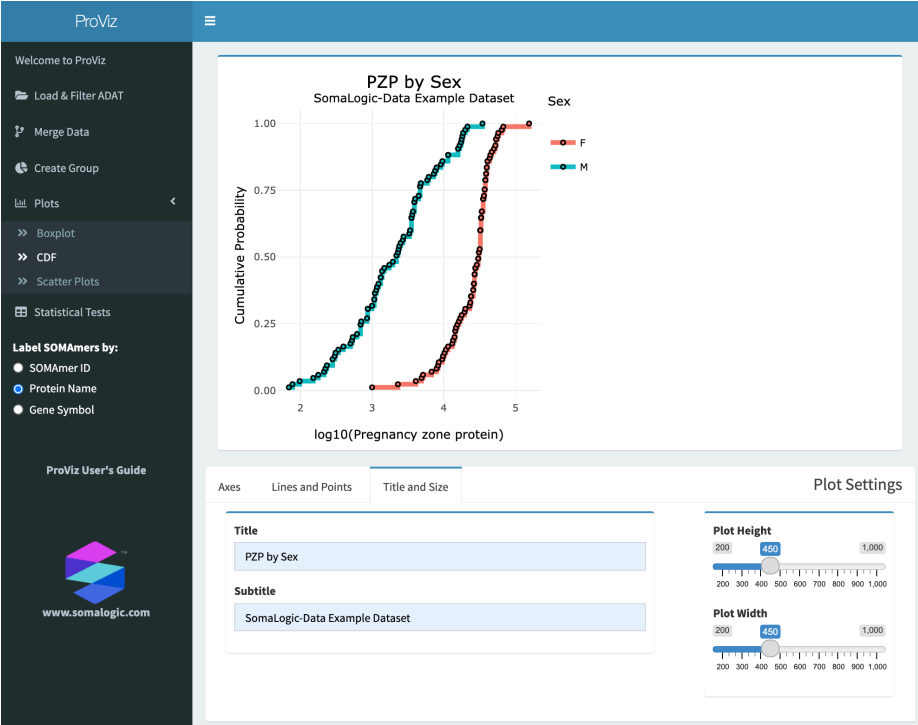 ProViz
Welcome to ProViz
Load & Filter ADAT
Merge Data
Create Group
Plots
Boxplot
CDF
Scatter Plots
Statistical Tests
Label SOMAmers by:
SOMAmer ID
Protein Name
Gene Symbol
ProViz User's Guide
TM
www.somalogic.com
PZP by Sex
SomaLogic-Data Example Dataset
Sex
F
M
Cumulative Probability
1.00
0.75
0.50
0.25
0.00
2 3 4 5
log10(Pregnancy zone protein)
Axes Lines and Points Title and Size Plot Settings
Title
PZP by Sex
Subtitle
SomaLogic-Data Example Dataset
Plot Height
200 450 1,000
200 300 400 500 600 700 800 900 1,000
Plot Width
200 450 1,000
200 300 400 500 600 700 800 900 1,000